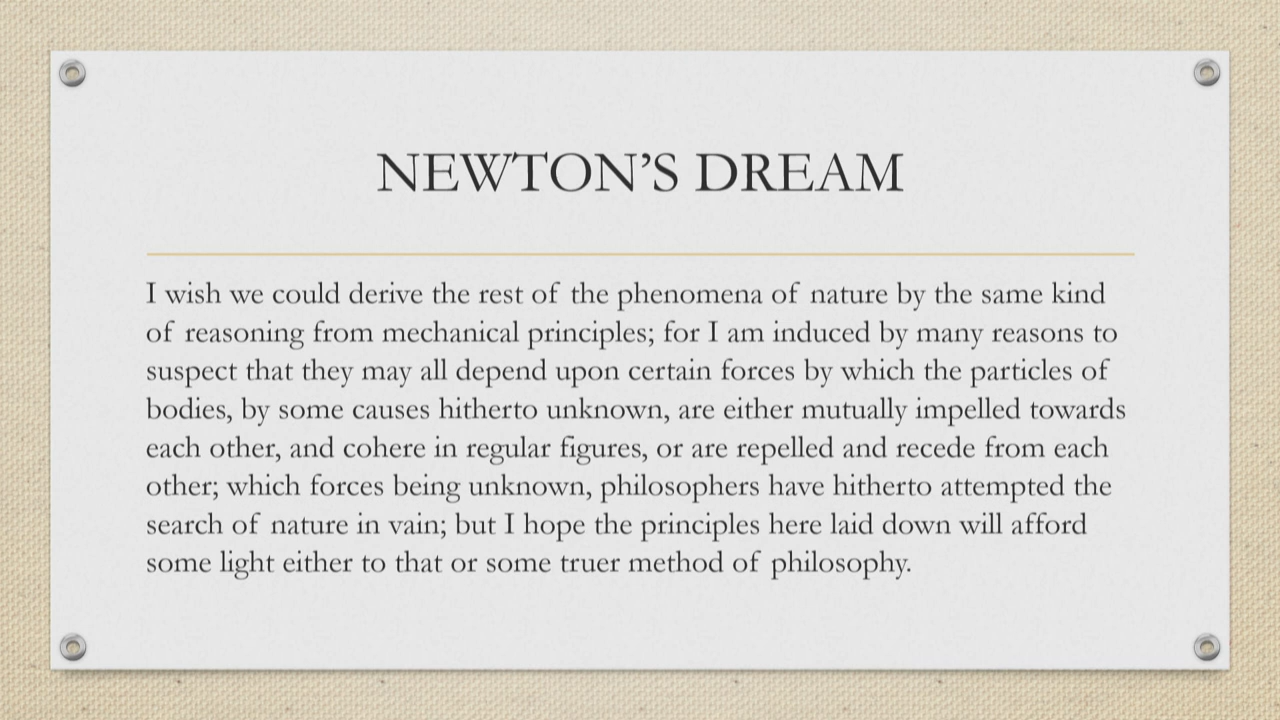 NEWTON’S DREAM
I wish we could derive the rest of the phenomena of nature by the same kind
of reasoning from mechanical principles; for I am induced by many reasons to
suspect that they may all depend upon certain forces by which the particles of
bodies, by some causes hitherto unknown, are either mutually impelled towards
each other, and cohere in regular figures, or are repelled and recede from each
other; which forces being unknown, philosophers have hitherto attempted the
search of nature in vain; but I hope the principles here laid down will afford
some light either to that or some truer method of philosophy.